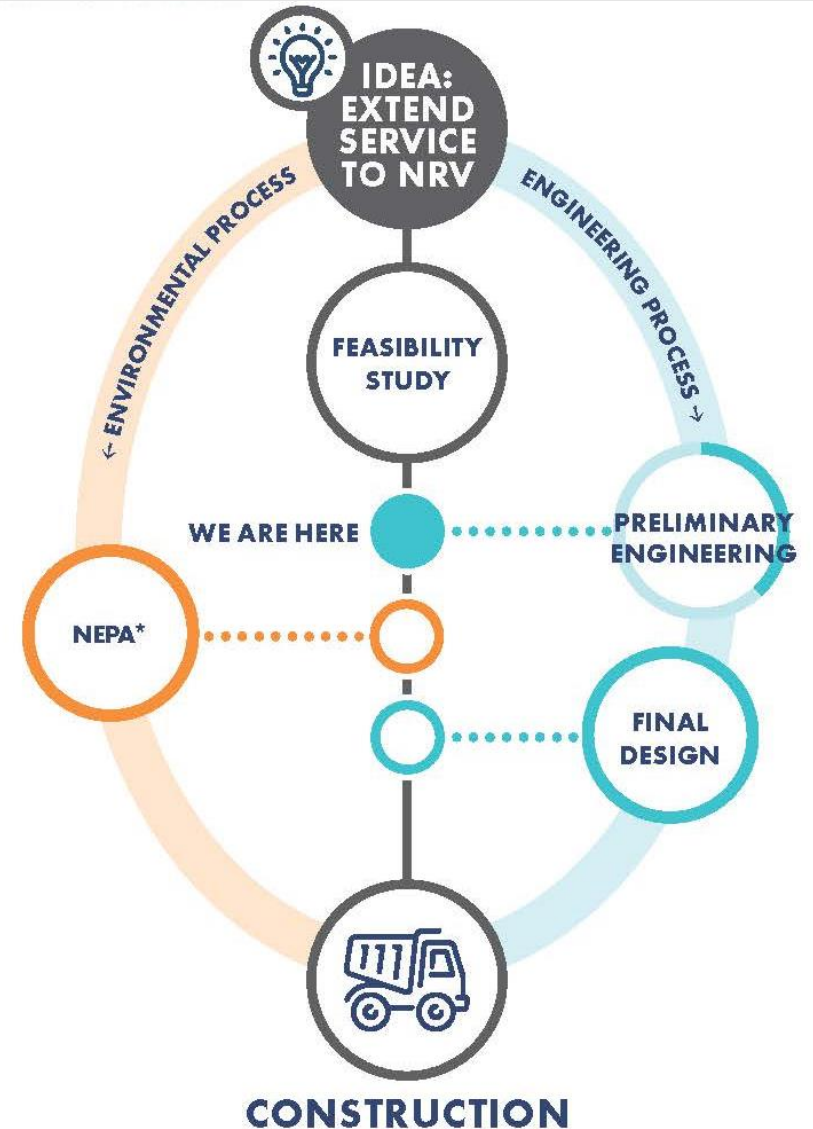 IDEA:
EXTEND
SERVICE
TO NRV
← ENVIRONMENTAL PROCESS
ENGINEERING PROCESS →
FEASIBILITY
STUDY
WE ARE HERE
PRELIMINARY
ENGINEERING
NEPA*
FINAL
DESIGN
CONSTRUCTION